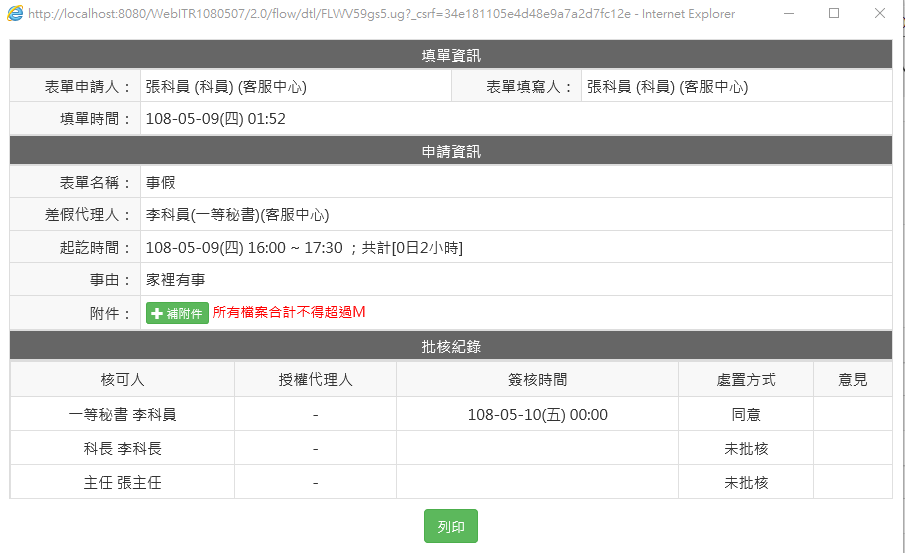 http://localhost:8080/WebITR1080507/2.0/flow/dtl/FLWV59gs5.ug?_csrf=34e181105e4d48e9a7a2d7fc12e - Internet Explorer
填單資訊
表單申請人： 張科員 (科員) (客服中心) 表單填寫人： 張科員 (科員) (客服中心)
填單時間： 108-05-09(四) 01:52
申請資訊
表單名稱： 事假
差假代理人： 李科員(一等秘書)(客服中心)
起訖時間： 108-05-09(四) 16:00 ~ 17:30 ；共計[0日2小時]
事由： 家裡有事
附件： 補附件 所有檔案合計不得超過M
批核紀錄
核可人 授權代理人 簽核時間 處置方式 意見
一等秘書 李科員 - 108-05-10(五) 00:00 同意
科長 李科長 - 未批核
主任 張主任 - 未批核
列印